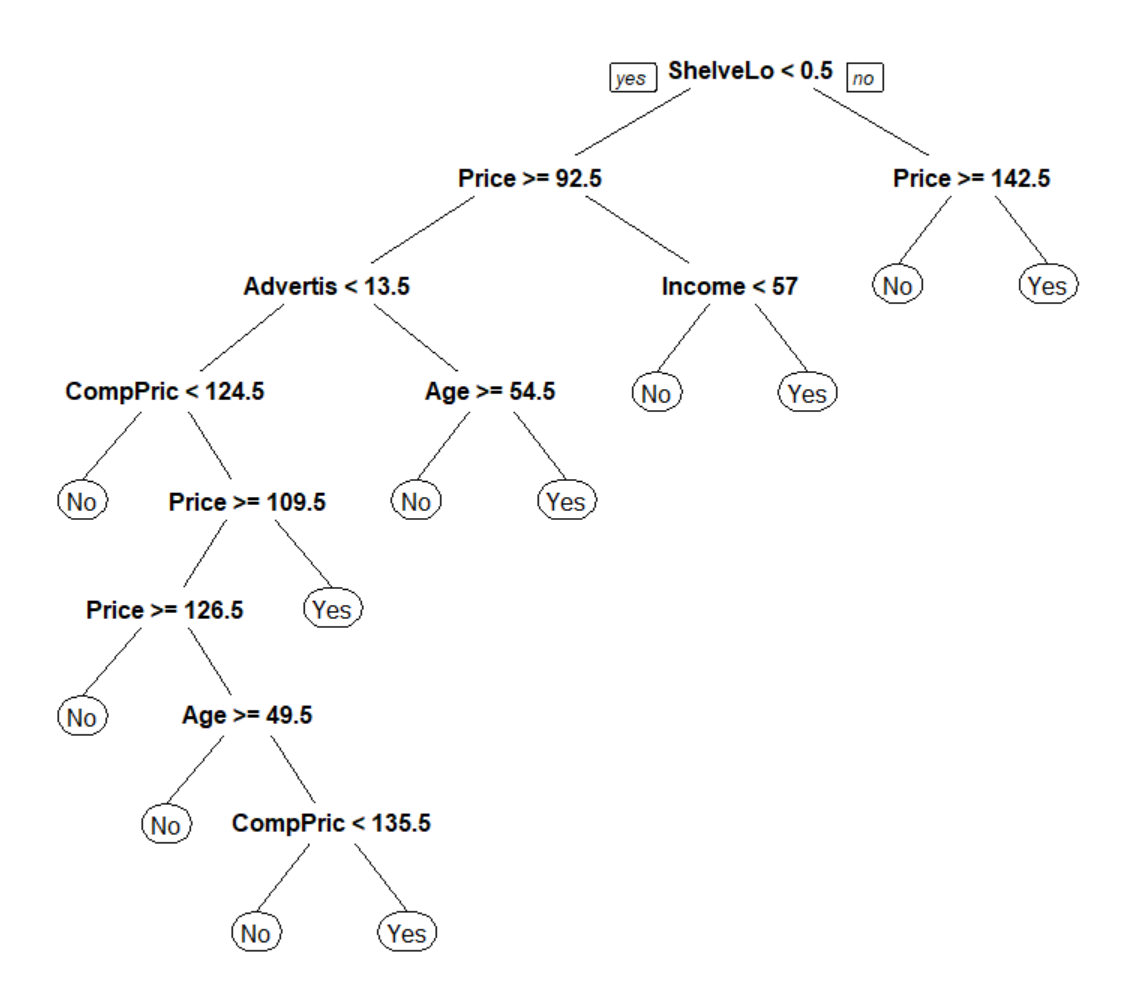 yes ShelveLo < 0.5 no
Price >= 92.5 Price >= 142.5
Advertis < 13.5 Income < 57 No Yes
CompPric < 124.5 Age >= 54.5 No Yes
No Price >= 109.5 No Yes
Price >= 126.5 Yes
No Age >= 49.5
No CompPric < 135.5
No Yes